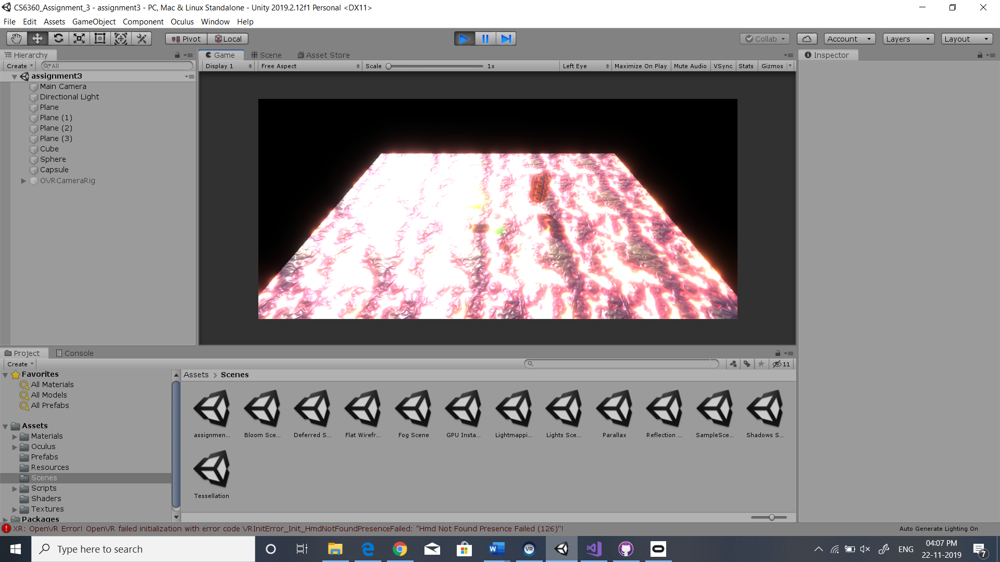 CS6360_Assignment_3 - assignment3 - PC, Mac & Linux Standalone - Unity 2019.2.12f1 Personal <DX11>
File Edit Assets GameObject Component Oculus Window Help
Pivot Local Collab Account Layers Layout
Hierarchy Game Scene Asset Store Inspector
Create All Display 1 Free Aspect Scale 1x Left Eye Maximize On Play Mute Audio VSync Stats Gizmos
assignment3
Main Camera
Directional Light
Plane
Plane (1)
Plane (2)
Plane (3)
Cube
Sphere
Capsule
OVRCameraRig
Project Console
Create 11
Favorites
All Materials
All Models
All Prefabs
Assets
Materials
Oculus
Prefabs
Resources
Scenes
Scripts
Shaders
Textures
Packages
Assets > Scenes
assignmen... Bloom Sce... Deferred S... Flat Wirefr... Fog Scene GPU Insta... Lightmappi... Lights Sce... Parallax Reflection ... SampleSce... Shadows S...
Tessellation
XR: OpenVR Error! OpenVR failed initialization with error code VRInitError_Init_HmdNotFoundPresenceFailed: "Hmd Not Found Presence Failed (126)"!
Auto Generate Lighting On
Type here to search
VR
ENG
04:07 PM
22-11-2019
7